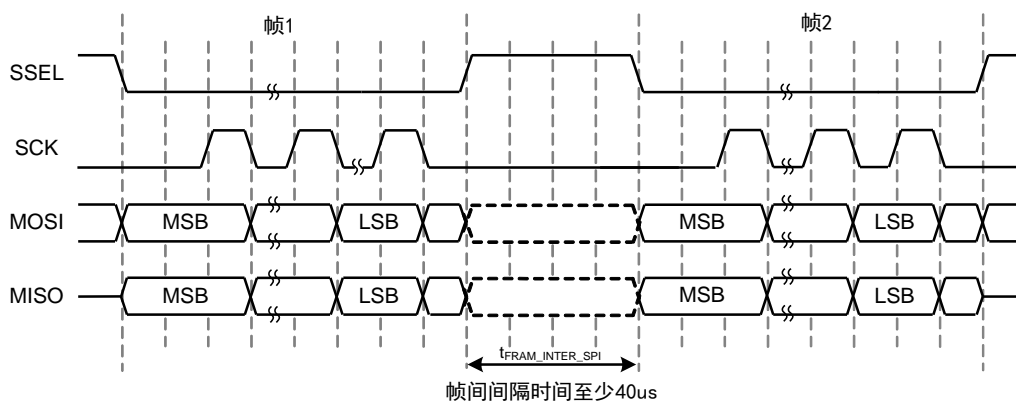 帧1 帧2
SSEL
SCK
MOSI MSB LSB MSB LSB
MISO MSB LSB MSB LSB
tFRAM_INTER_SPI
帧间间隔时间至少40us